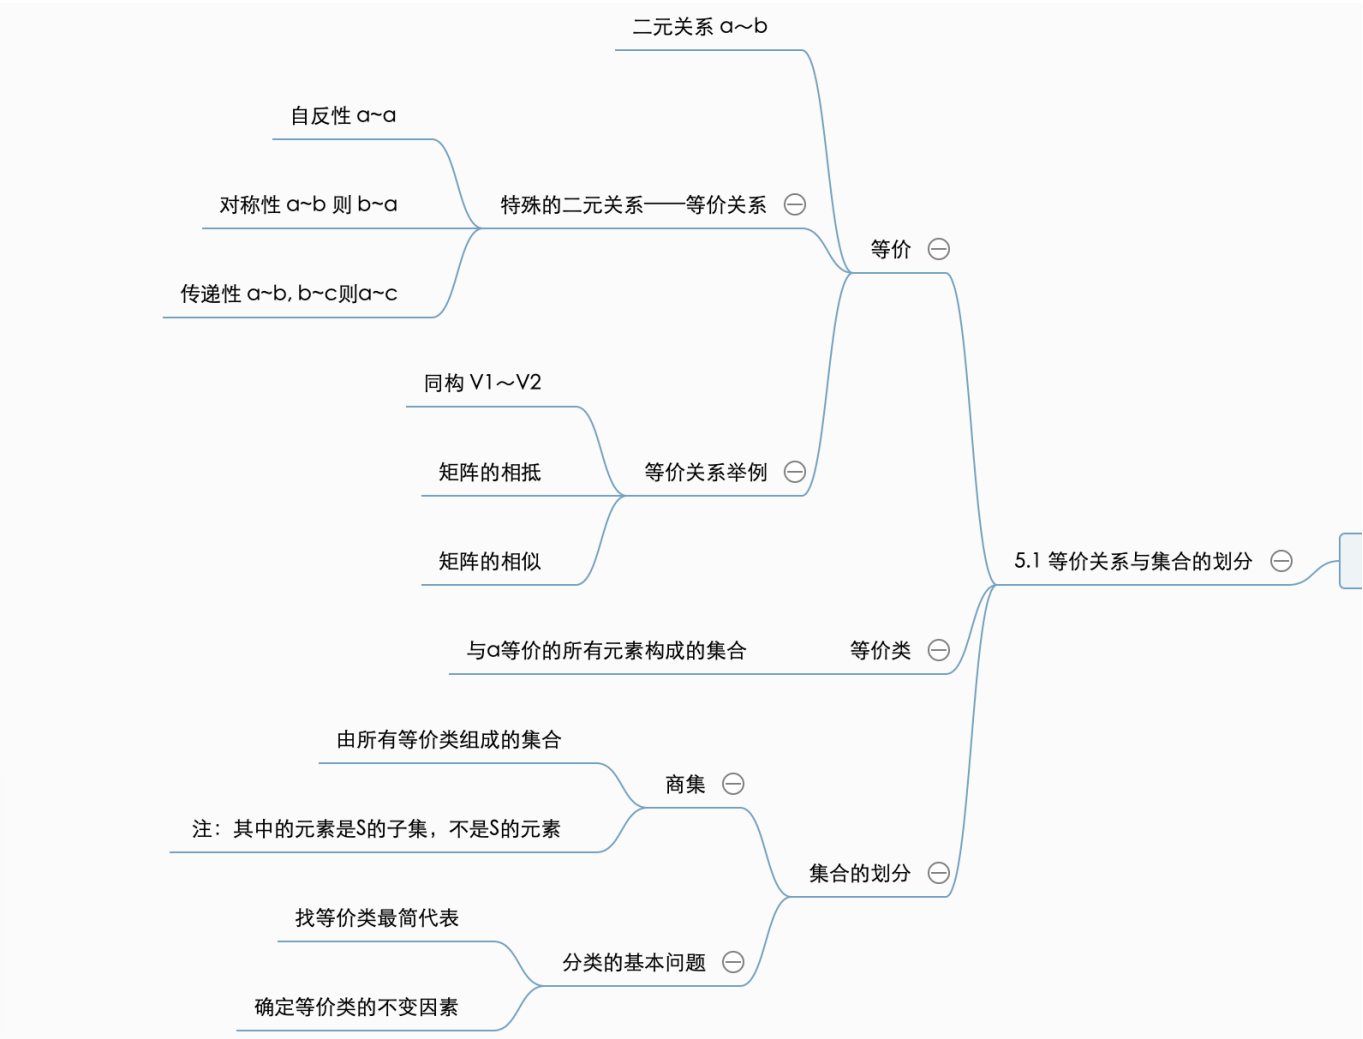 二元关系 a～b
自反性 a~a
对称性 a~b 则 b~a
特殊的二元关系——等价关系
等价
传递性 a~b, b~c则a~c
同构 V1～V2
矩阵的相抵
等价关系举例
矩阵的相似
5.1 等价关系与集合的划分
与a等价的所有元素构成的集合
等价类
由所有等价类组成的集合
商集
注：其中的元素是S的子集，不是S的元素
集合的划分
找等价类最简代表
分类的基本问题
确定等价类的不变因素